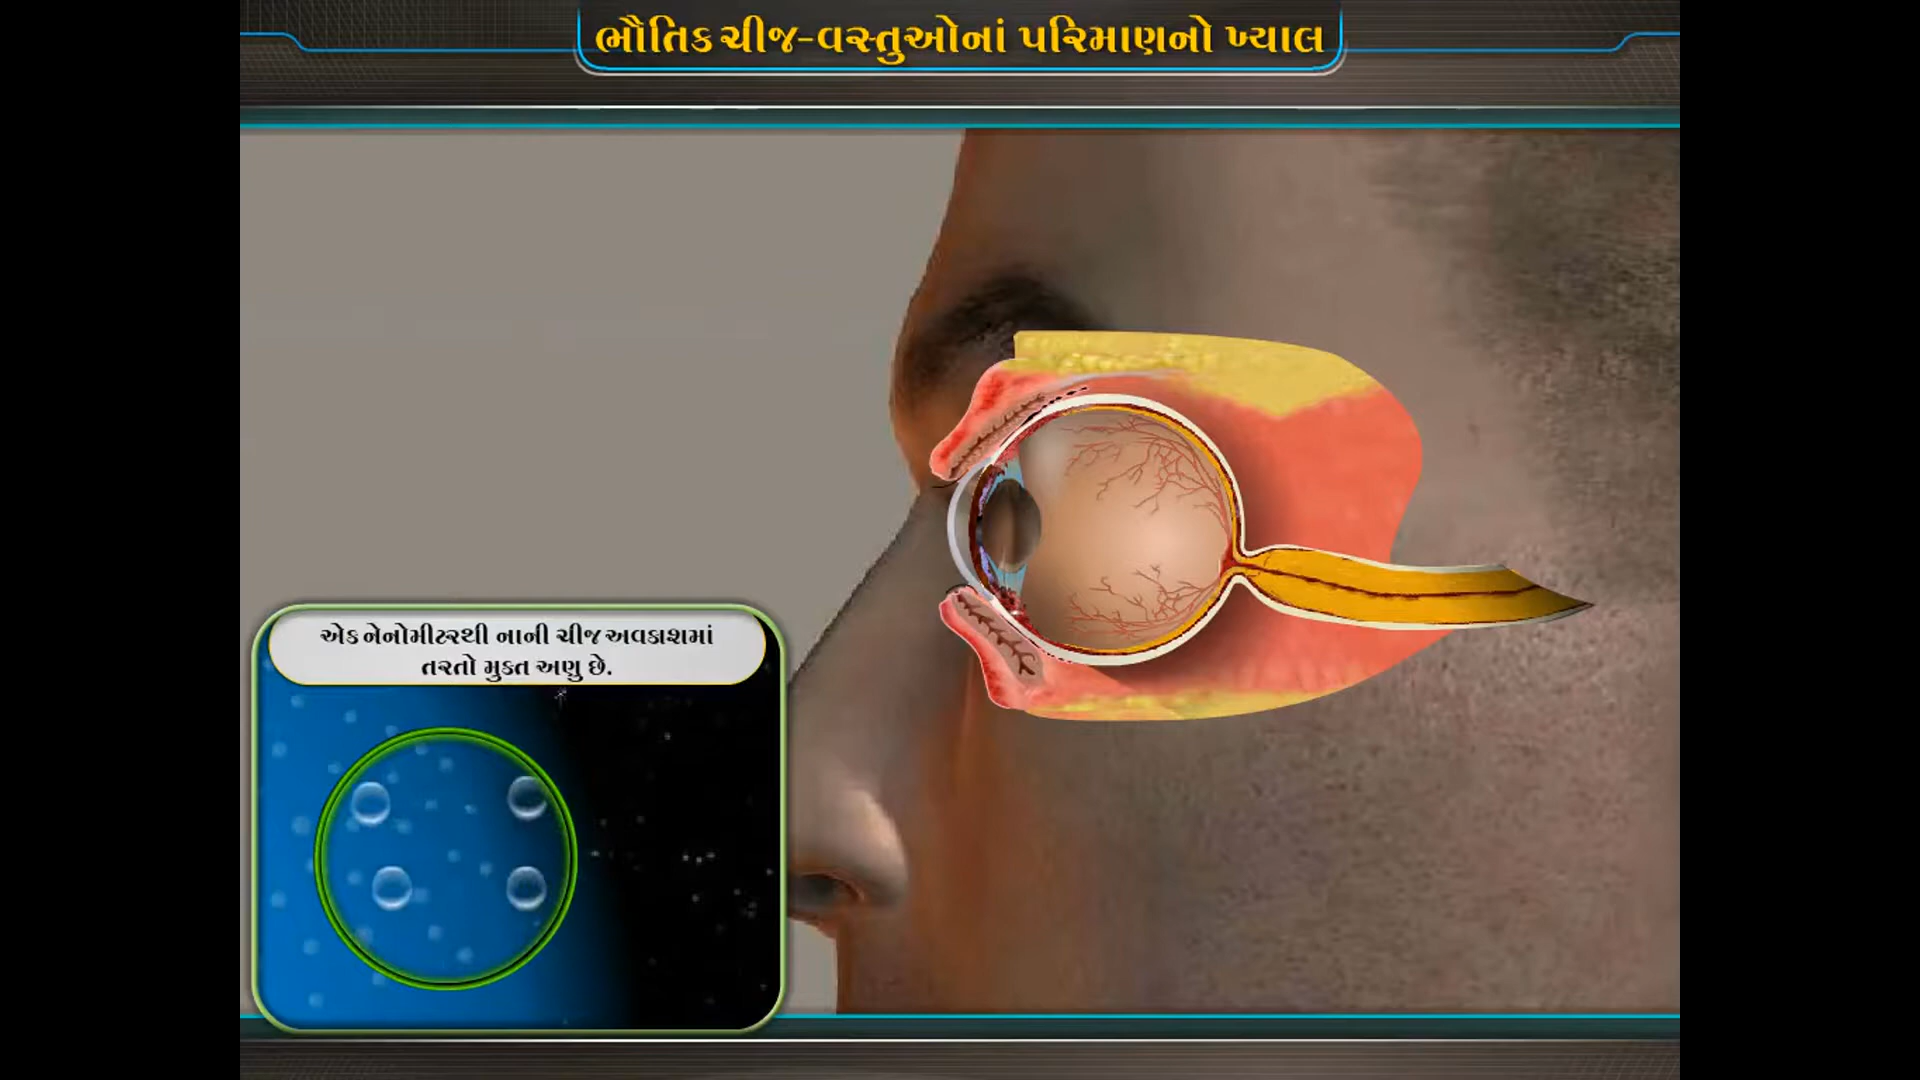 ભૌતિક ચીજ-વસ્તુઓનાં પરિમાણનો ખ્યાલ
એક નેનોમીટરથી નાની ચીજ અવકાશમાં
તરતો મુક્ત અણુ છે.